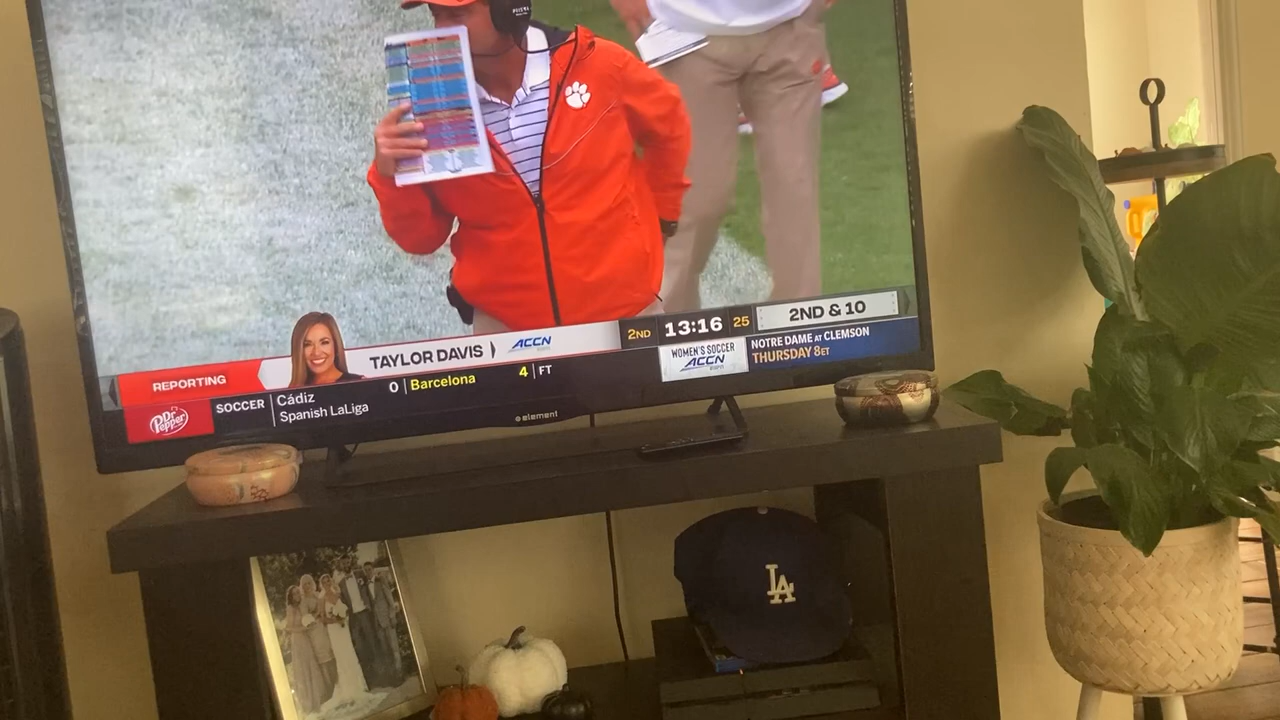 REPORTING
TAYLOR DAVIS
ACCN
2ND
13:16
25
2ND & 10
Dr Pepper
SOCCER
Cádiz 0
Barcelona 4
FT
Spanish LaLiga
WOMEN'S SOCCER
ACCN
NOTRE DAME AT CLEMSON
THURSDAY 8ET
element
LA